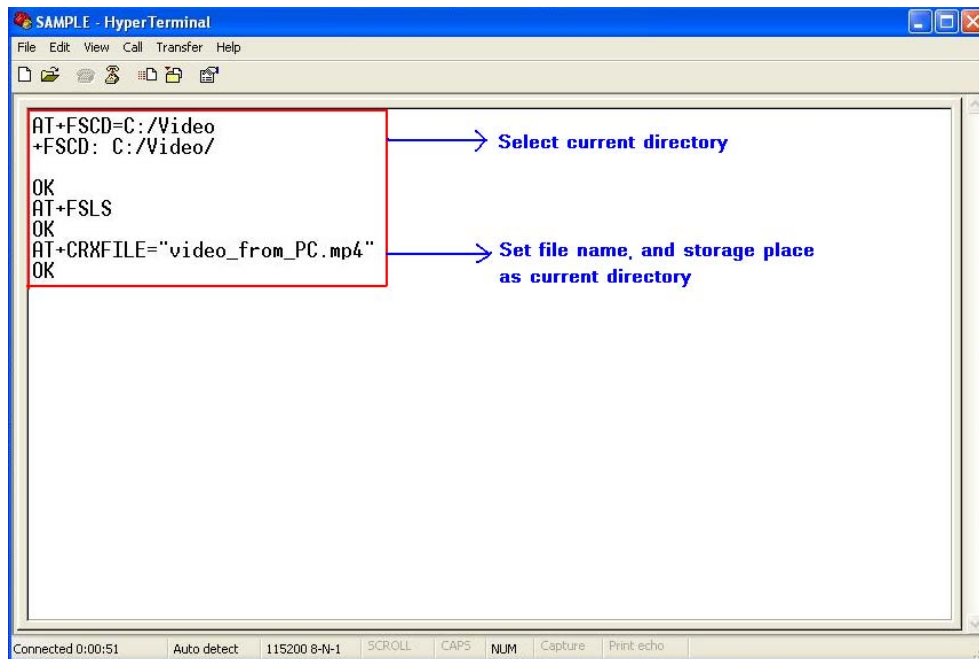 SAMPLE - HyperTerminal
File Edit View Call Transfer Help
AT+FSCD=C:/Video
+FSCD: C:/Video/
Select current directory
OK
AT+FSLS
OK
AT+CRXFILE="video_from_PC.mp4"
Set file name, and storage place
as current directory
OK
Connected 0:00:51 Auto detect 115200 8-N-1 SCROLL CAPS NUM Capture Print echo